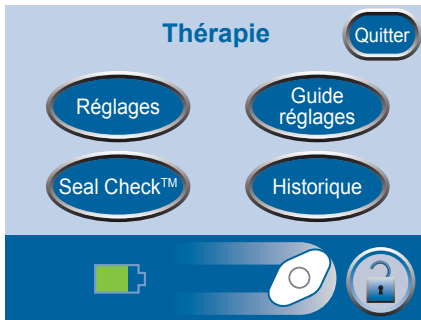 Thérapie
Quitter
Réglages
Guide
réglages
Seal Check™
Historique